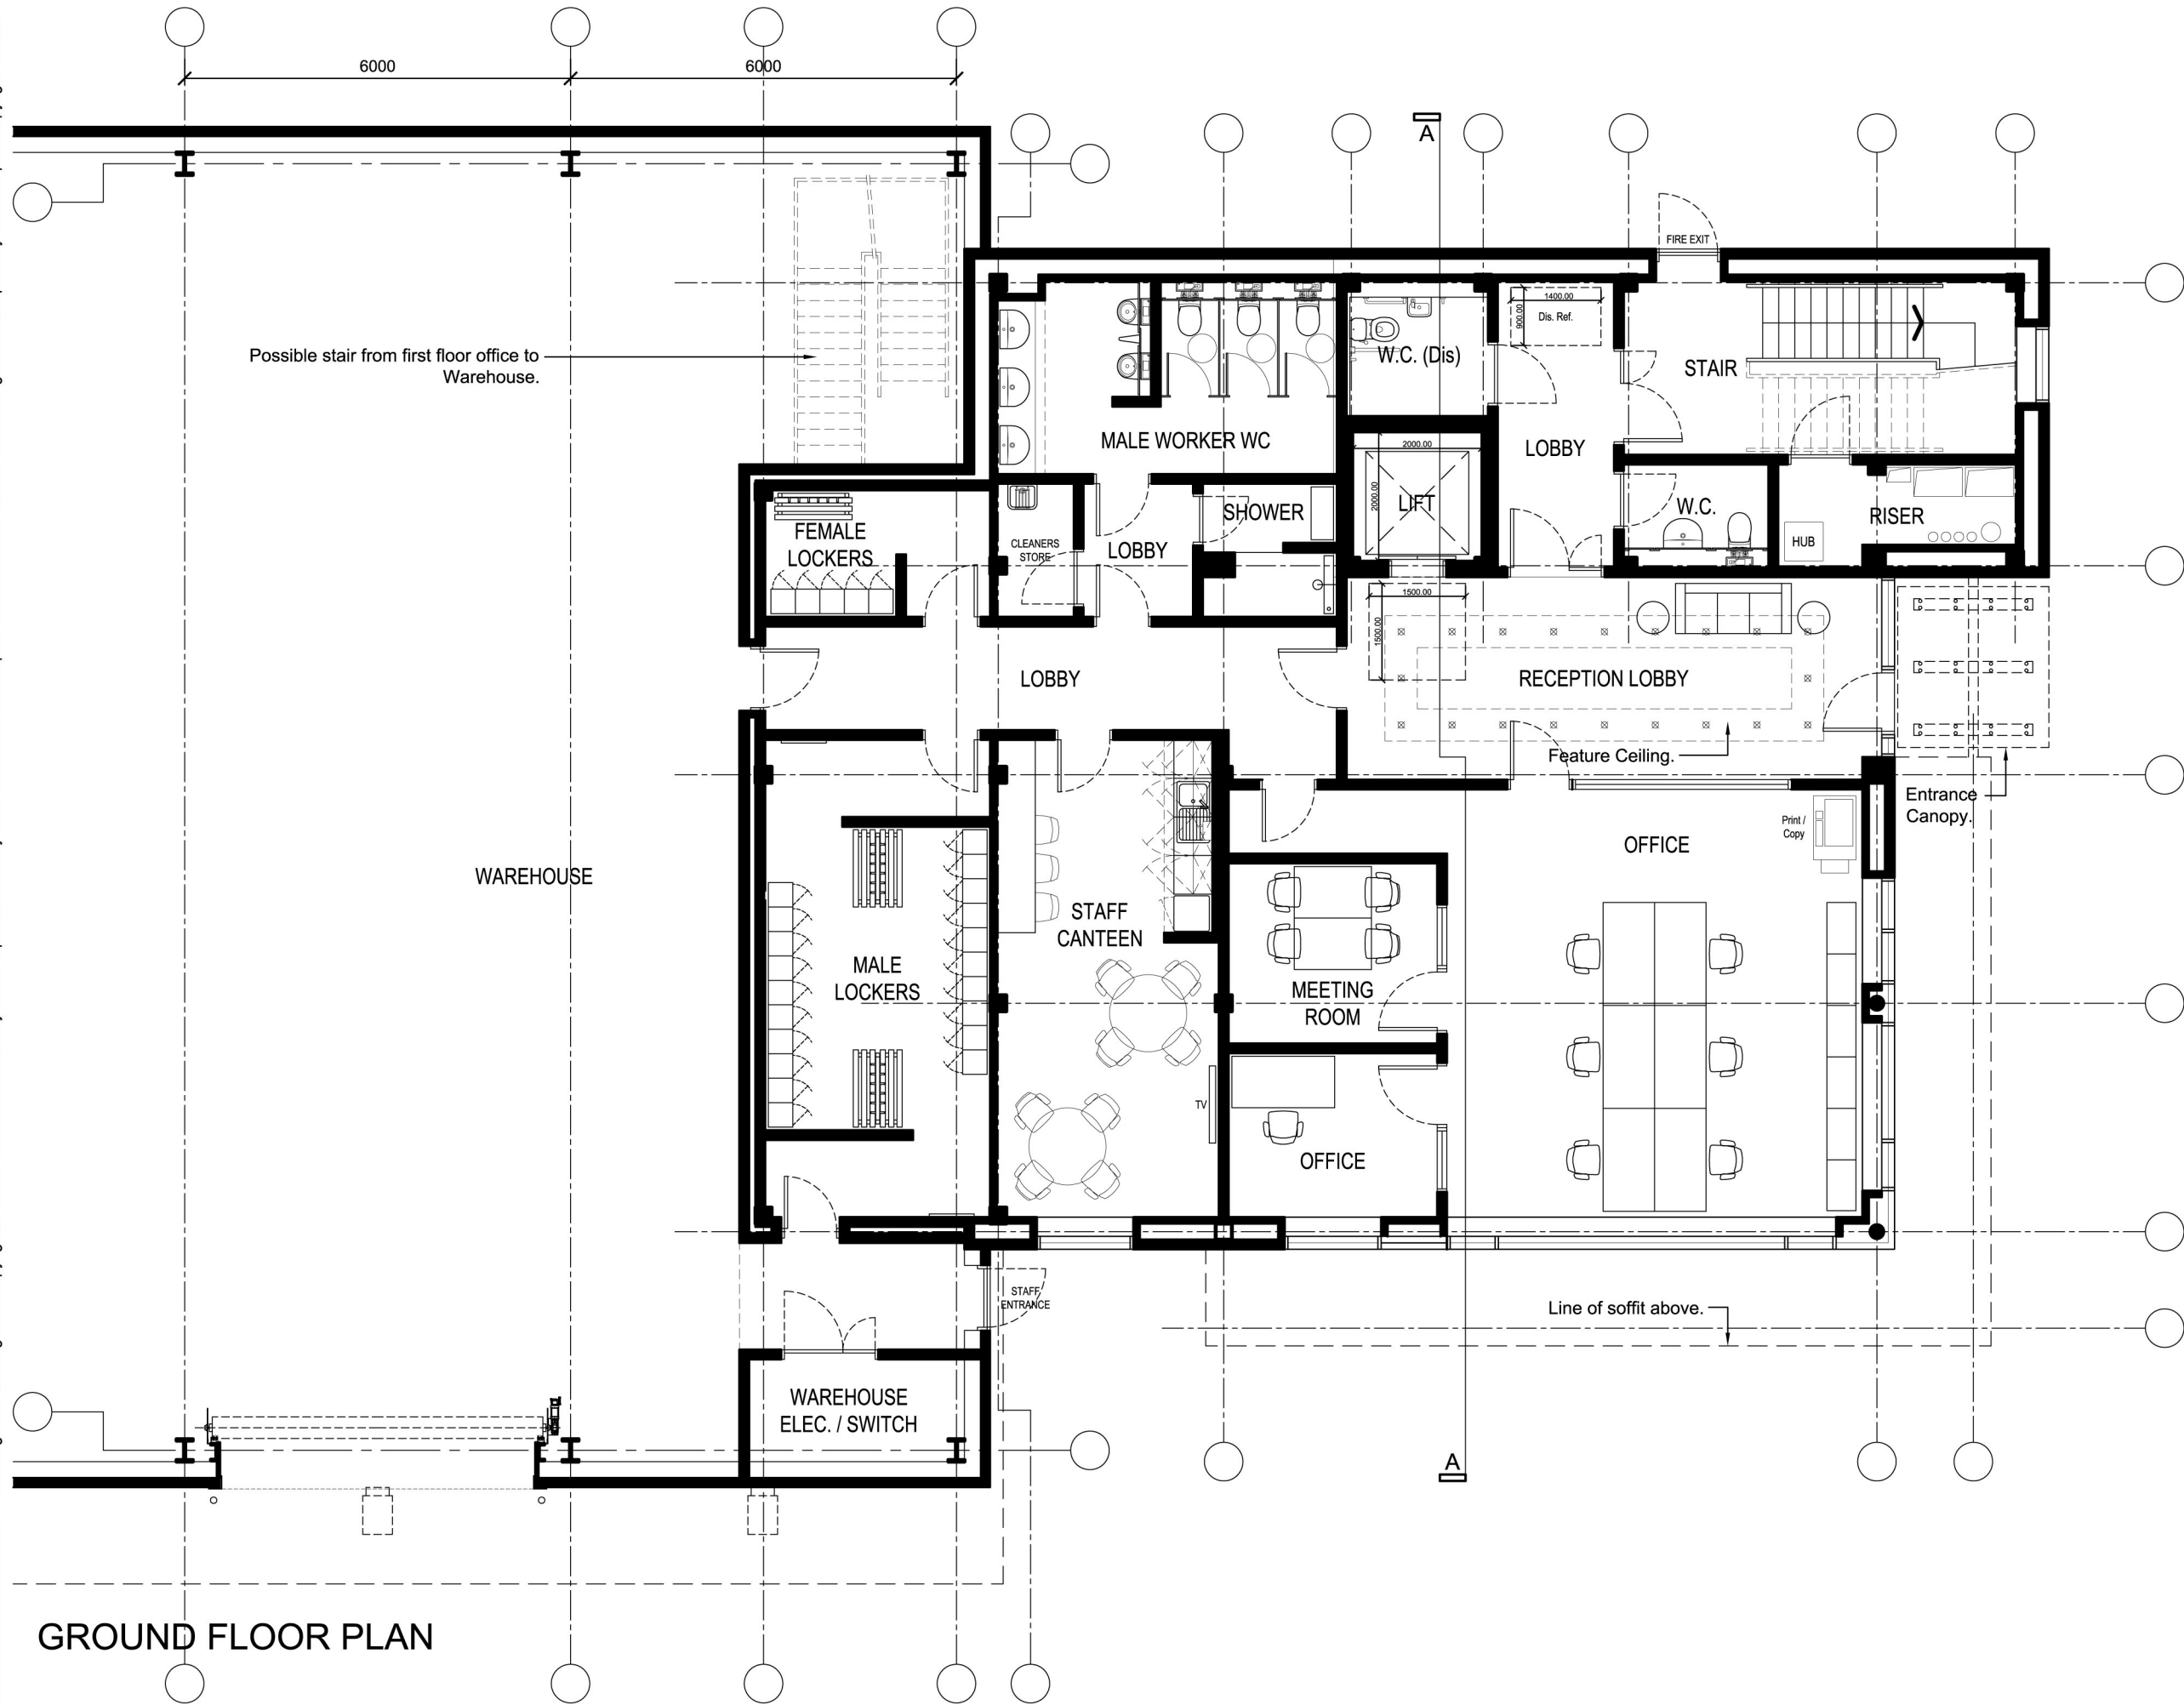 6000
6000
A
FIRE EXIT
1400.00
900.00
Dis. Ref.
Possible stair from first floor office to
Warehouse.
W.C. (Dis)
STAIR
MALE WORKER WC
2000.00
2000.00
LOBBY
LIFT
FEMALE
LOCKERS
CLEANERS
STORE
LOBBY
SHOWER
W.C.
RISER
HUB
1500.00
1500.00
LOBBY
RECEPTION LOBBY
Feature Ceiling.
Entrance
Canopy.
Print /
Copy
OFFICE
WAREHOUSE
STAFF
CANTEEN
MALE
LOCKERS
MEETING
ROOM
TV
OFFICE
STAFF
ENTRANCE
Line of soffit above.
WAREHOUSE
ELEC. / SWITCH
A
GROUND FLOOR PLAN